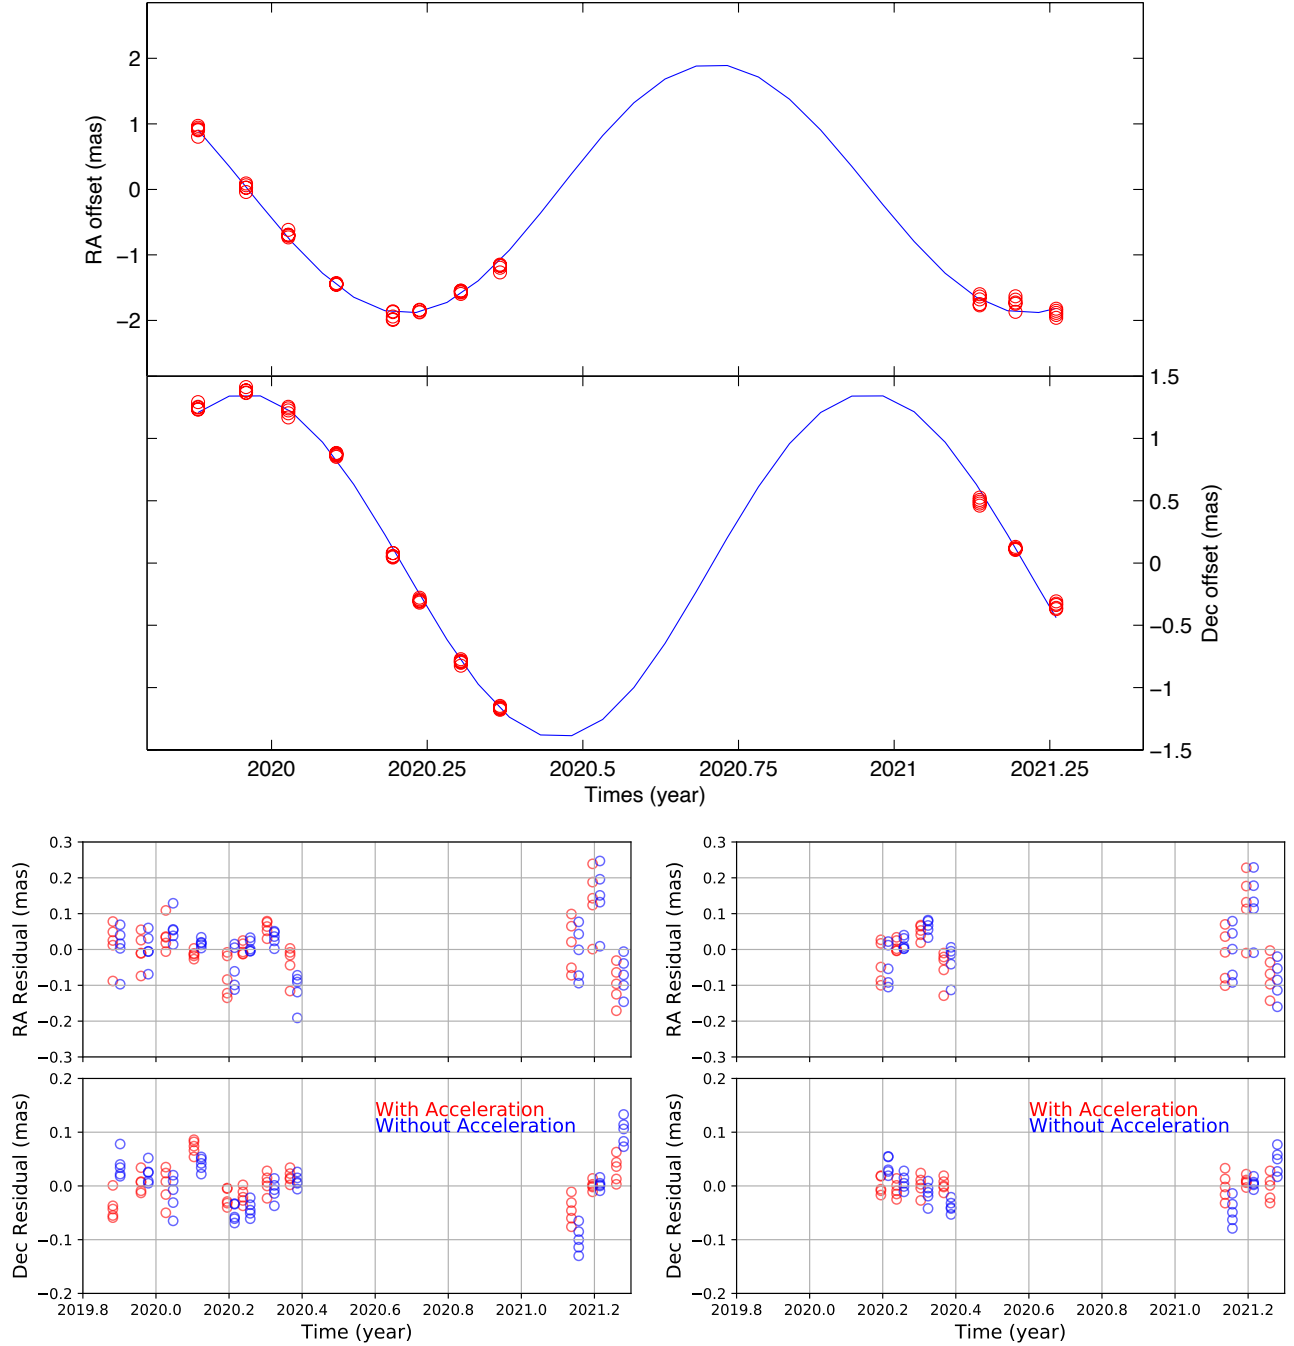 2
1
0
−1
−2
RA offset (mas)
1.5
1
0.5
0
−0.5
−1
−1.5
Dec offset (mas)
2020 2020.25 2020.5 2020.75 2021 2021.25
Times (year)
0.3
0.2
0.1
0.0
−0.1
−0.2
−0.3
RA Residual (mas)
0.3
0.2
0.1
0.0
−0.1
−0.2
−0.3
RA Residual (mas)
0.2
0.1
0.0
−0.1
−0.2
Dec Residual (mas)
With Acceleration
Without Acceleration
2019.8 2020.0 2020.2 2020.4 2020.6 2020.8 2021.0 2021.2
Time (year)
0.2
0.1
0.0
−0.1
−0.2
Dec Residual (mas)
With Acceleration
Without Acceleration
2019.8 2020.0 2020.2 2020.4 2020.6 2020.8 2021.0 2021.2
Time (year)